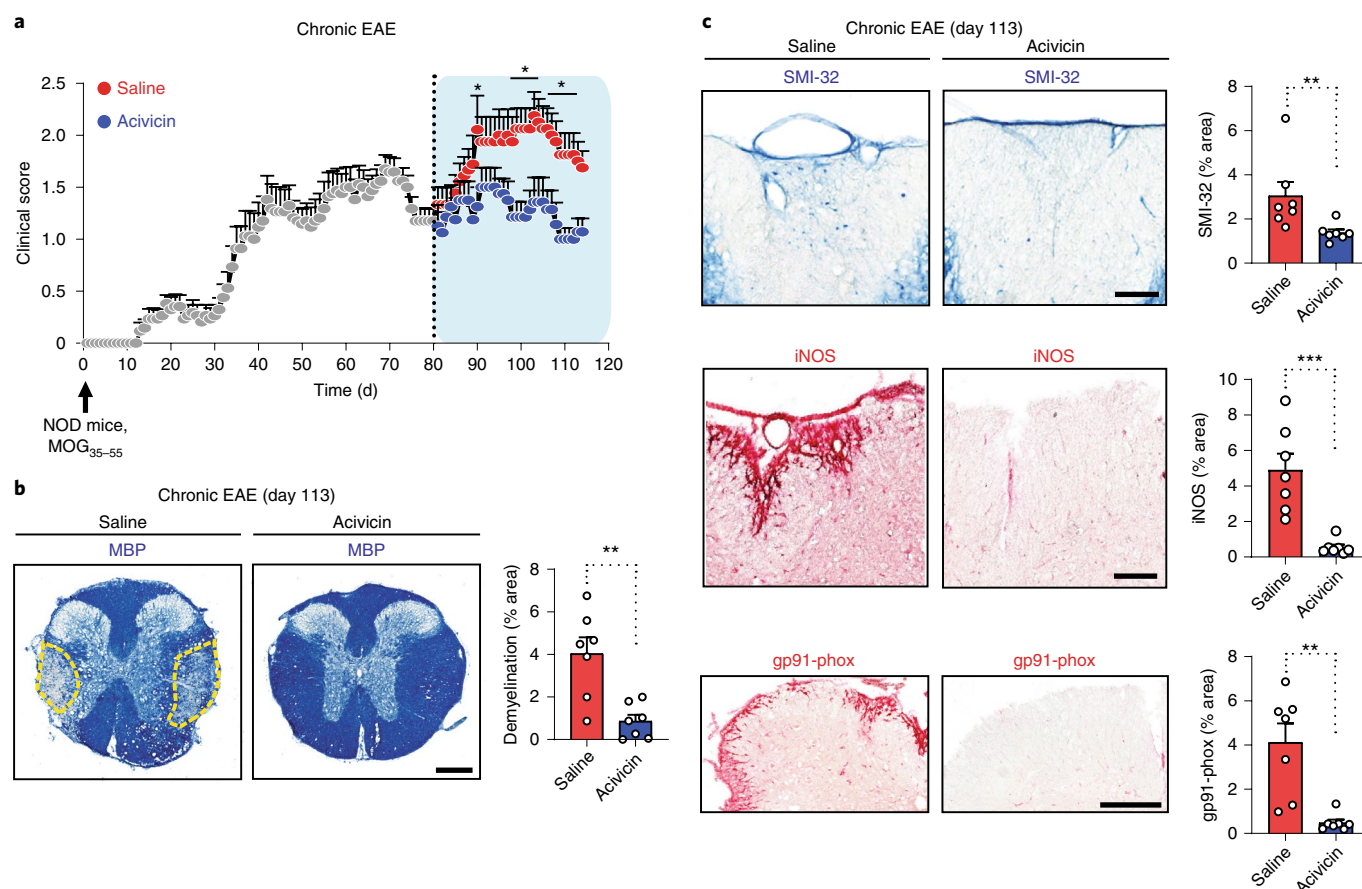 a
Chronic EAE
Saline
Acivicin
* * *
Clinical score
2.5
2.0
1.5
1.0
0.5
0
0 10 20 30 40 50 60 70 80 90 100 110 120
Time (d)
NOD mice,
MOG35–55
b
Chronic EAE (day 113)
Saline Acivicin
MBP MBP
Demyelination (% area)
8
6
4
2
0
**
Saline
Acivicin
c
Chronic EAE (day 113)
Saline Acivicin
SMI-32 SMI-32
SMI-32 (% area)
8
6
4
2
0
**
Saline
Acivicin
iNOS iNOS
iNOS (% area)
10
8
6
4
2
0
***
Saline
Acivicin
gp91-phox gp91-phox
gp91-phox (% area)
8
6
4
2
0
**
Saline
Acivicin